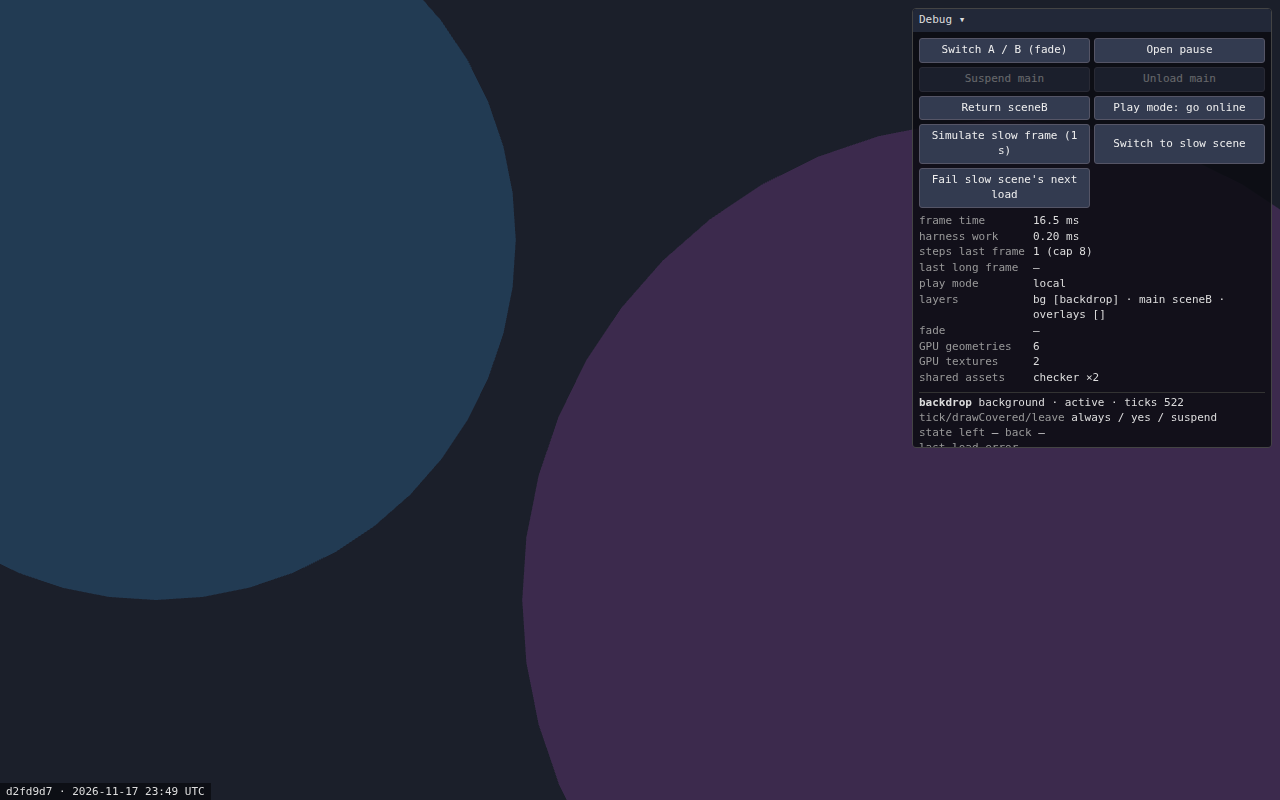 Debug ▾
Switch A / B (fade)
Open pause
Suspend main
Unload main
Return sceneB
Play mode: go online
Simulate slow frame (1
s)
Switch to slow scene
Fail slow scene's next
load
frame time 16.5 ms
harness work 0.20 ms
steps last frame 1 (cap 8)
last long frame —
play mode local
layers bg [backdrop] · main sceneB ·
overlays []
fade —
GPU geometries 6
GPU textures 2
shared assets checker ×2
backdrop background · active · ticks 522
tick/drawCovered/leave always / yes / suspend
state left — back —
last load error
d2fd9d7 · 2026-11-17 23:49 UTC